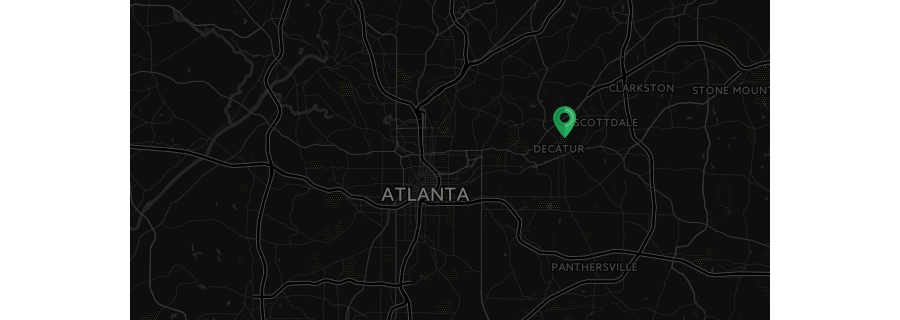 CLARKSTON
STONE MOUNT
SCOTTDALE
DECATUR
ATLANTA
PANTHERSVILLE